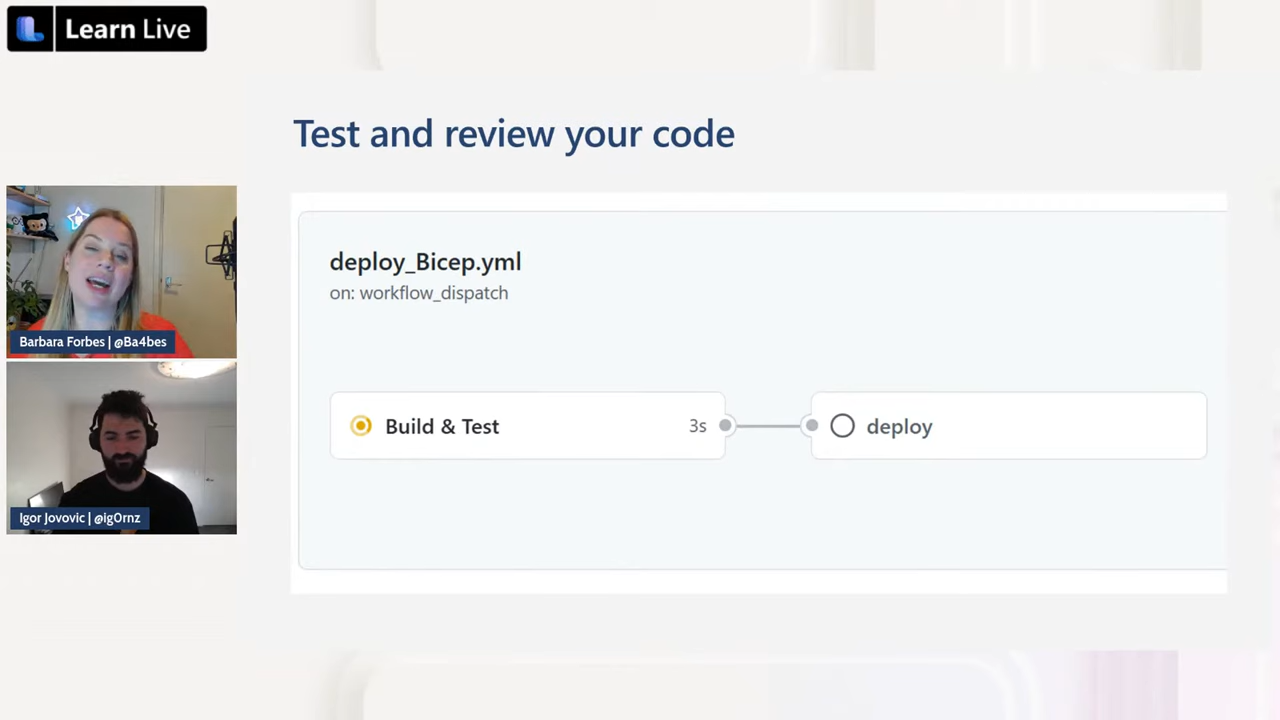 Learn Live
Test and review your code
deploy_Bicep.yml
on: workflow_dispatch
Build & Test
3s
deploy
Barbara Forbes | @Ba4bes
Igor Jovovic | @ig0rnz